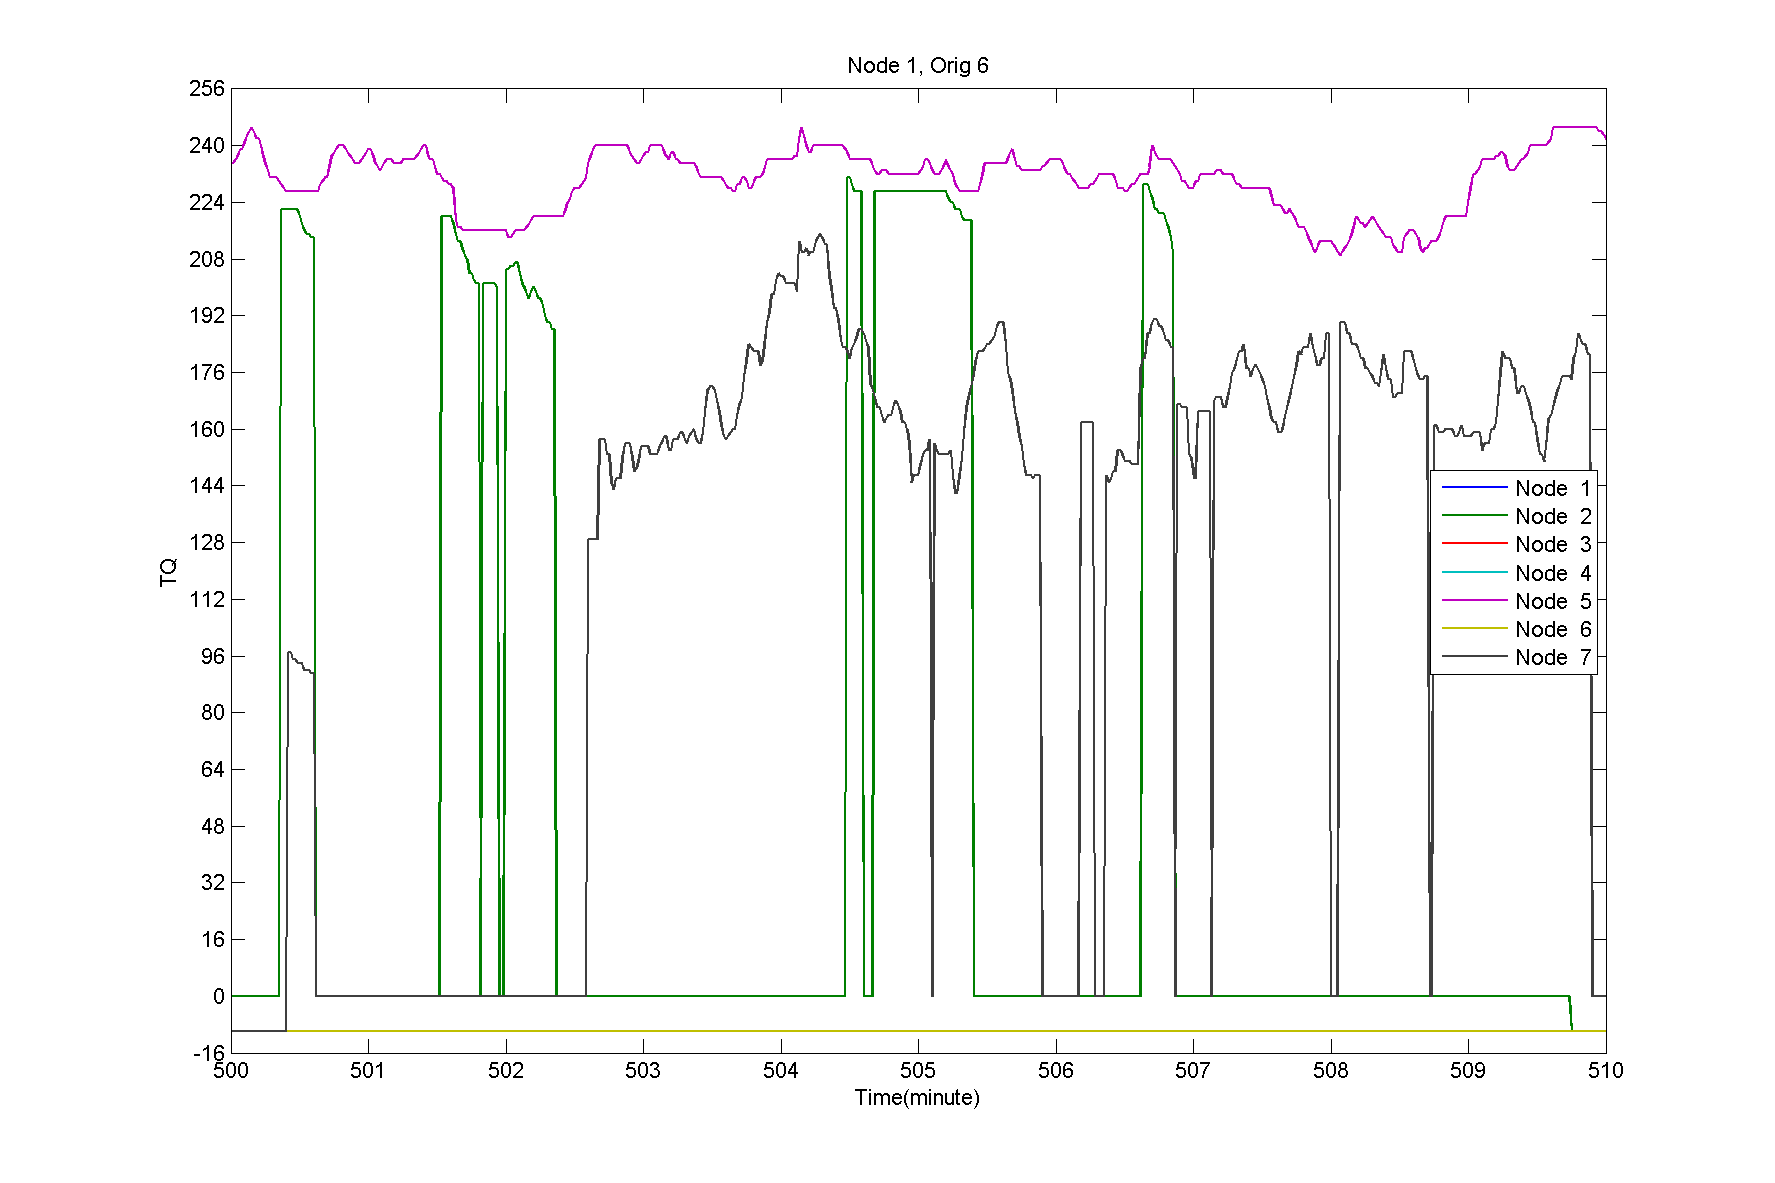 Node 1, Orig 6
256
240
224
208
192
176
160
144
128
112
96
80
64
48
32
16
0
-16
TQ
500 501 502 503 504 505 506 507 508 509 510
Time(minute)
Node 1
Node 2
Node 3
Node 4
Node 5
Node 6
Node 7